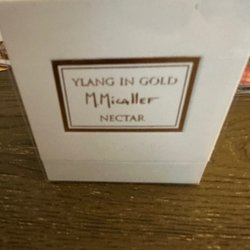 YLANG IN GOLD
M.Micallef
NECTAR